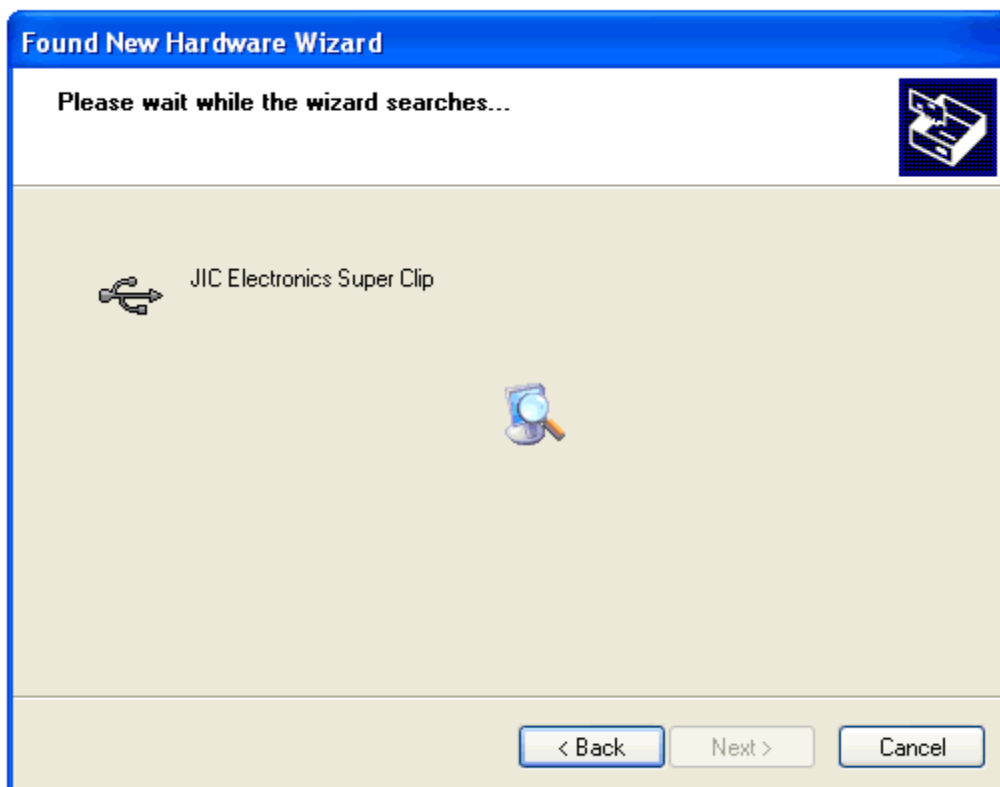 Found New Hardware Wizard
Please wait while the wizard searches...
JIC Electronics Super Clip
< Back
Next >
Cancel